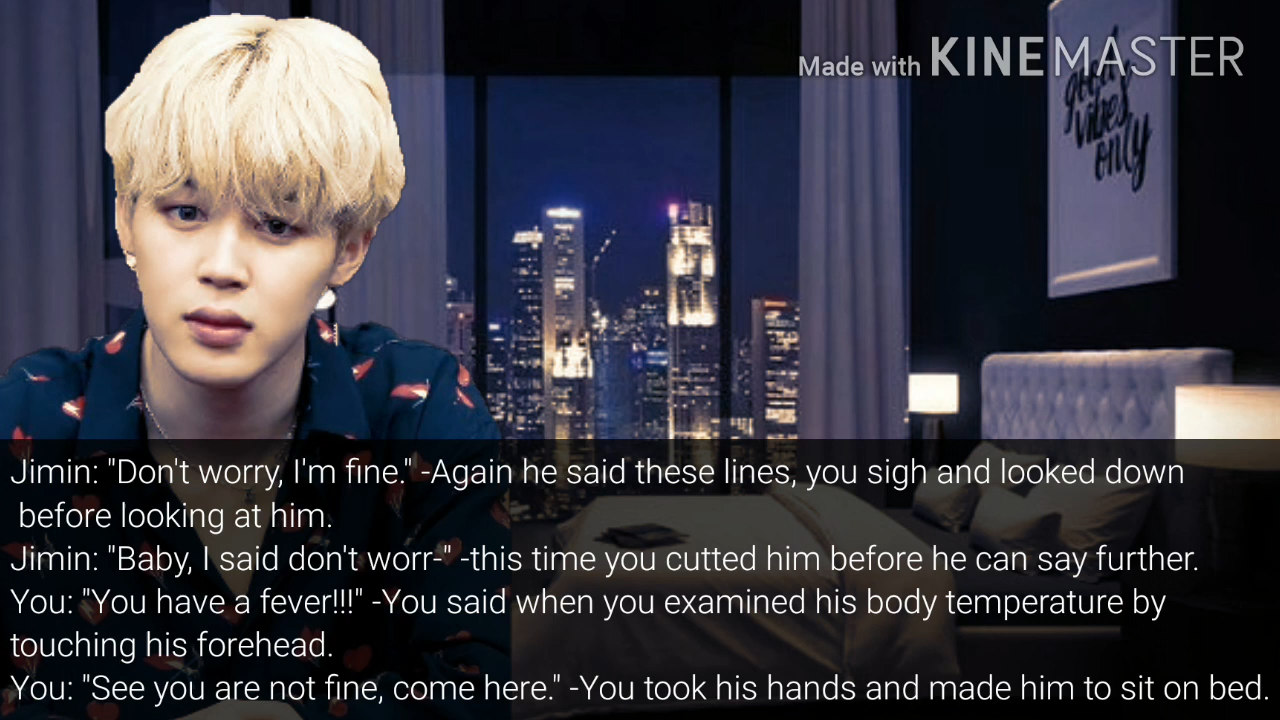 Made with KINEMASTER
good
vibes
only
Jimin: "Don't worry, I'm fine." -Again he said these lines, you sigh and looked down
before looking at him.
Jimin: "Baby, I said don't worr-" -this time you cutted him before he can say further.
You: "You have a fever!!!" -You said when you examined his body temperature by
touching his forehead.
You: "See you are not fine, come here." -You took his hands and made him to sit on bed.